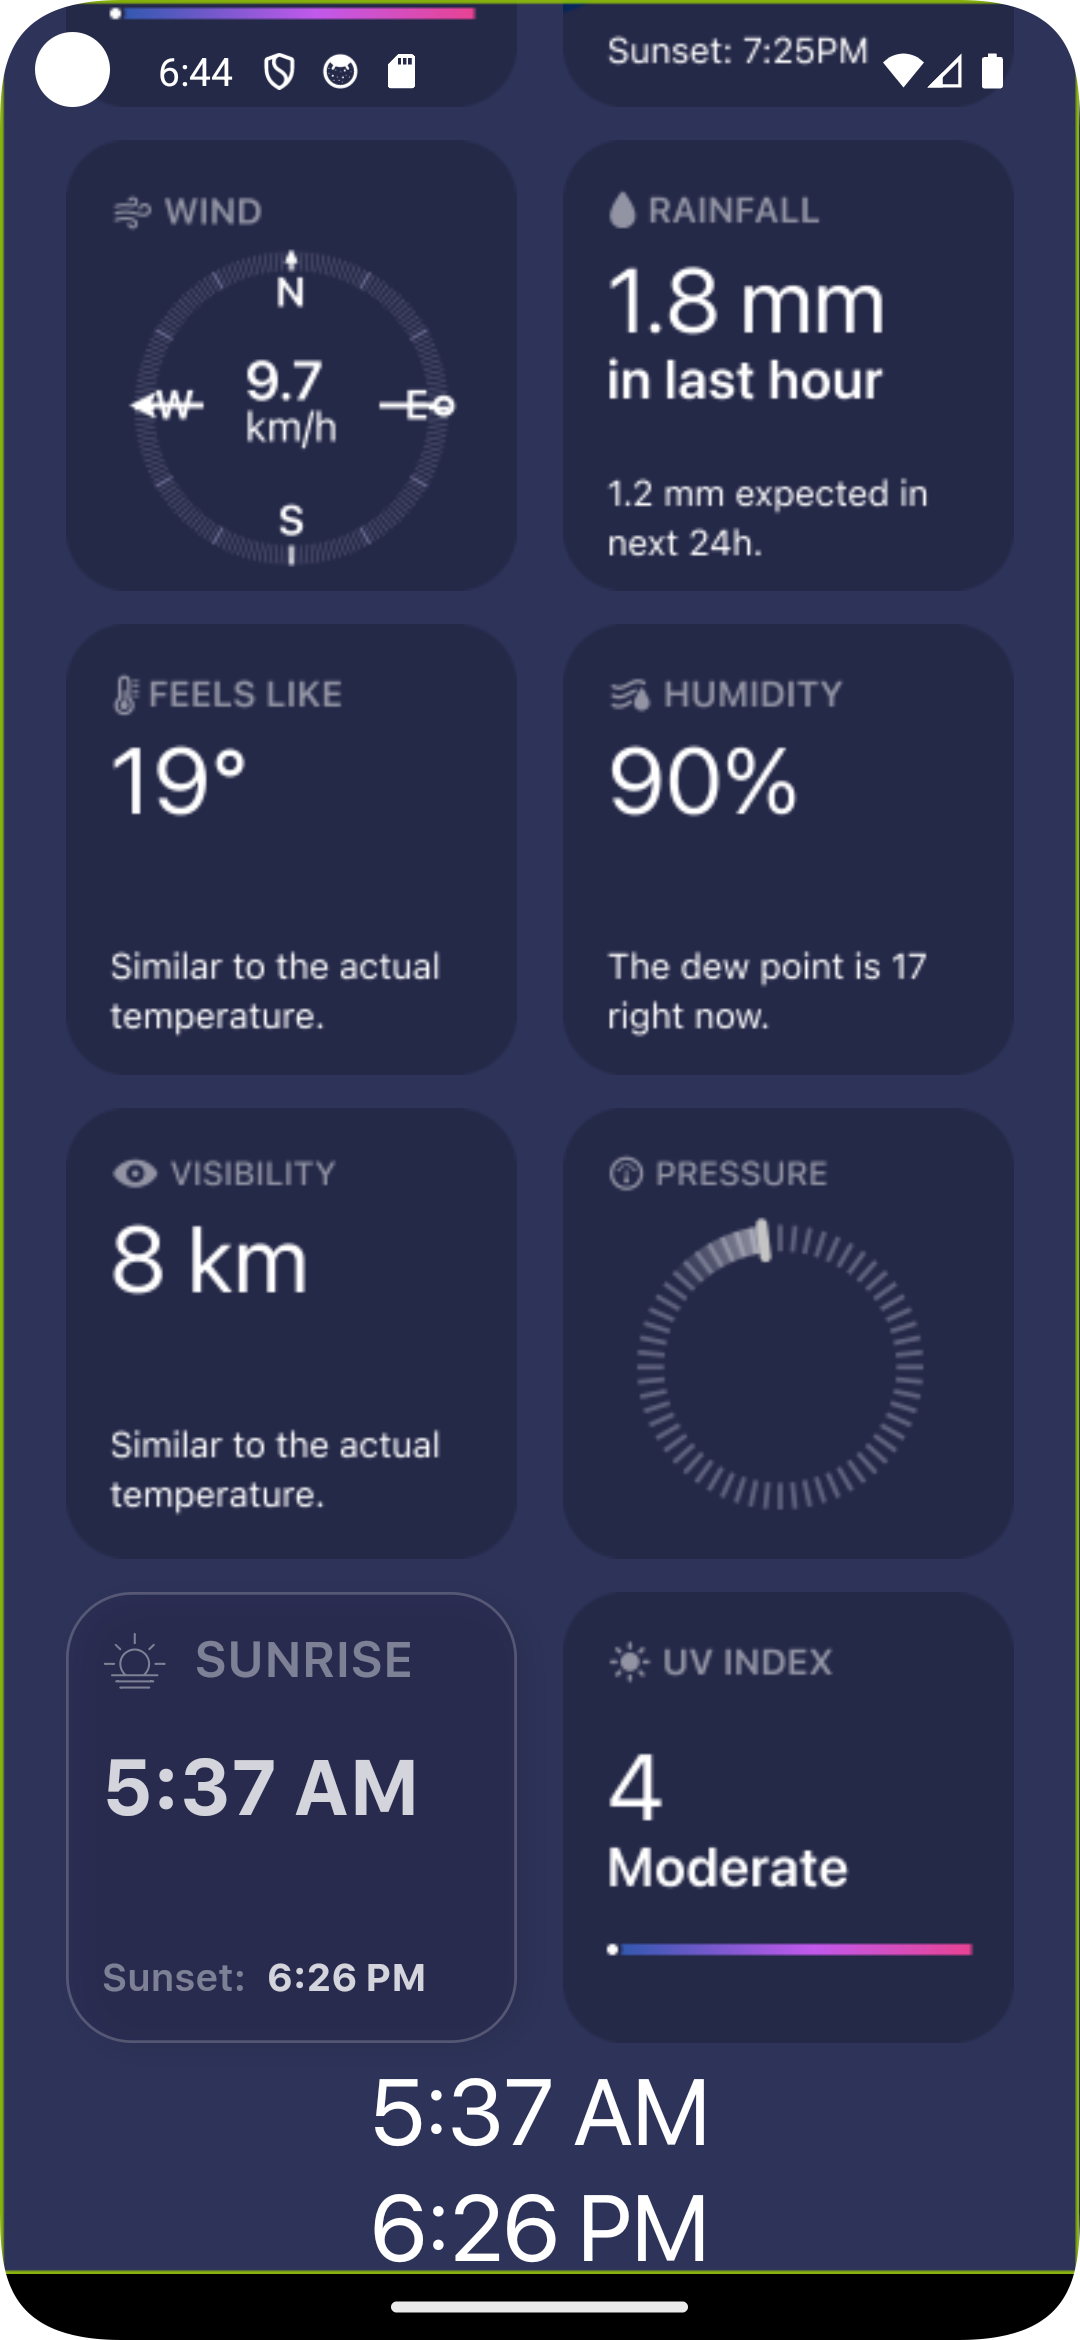 Sunset: 7:25PM
6:44
WIND
N
W
9.7
km/h
E
S
RAINFALL
1.8 mm
in last hour
1.2 mm expected in
next 24h.
FEELS LIKE
19°
Similar to the actual
temperature.
HUMIDITY
90%
The dew point is 17
right now.
VISIBILITY
8 km
Similar to the actual
temperature.
PRESSURE
SUNRISE
5:37 AM
Sunset: 6:26 PM
UV INDEX
4
Moderate
5:37 AM
6:26 PM